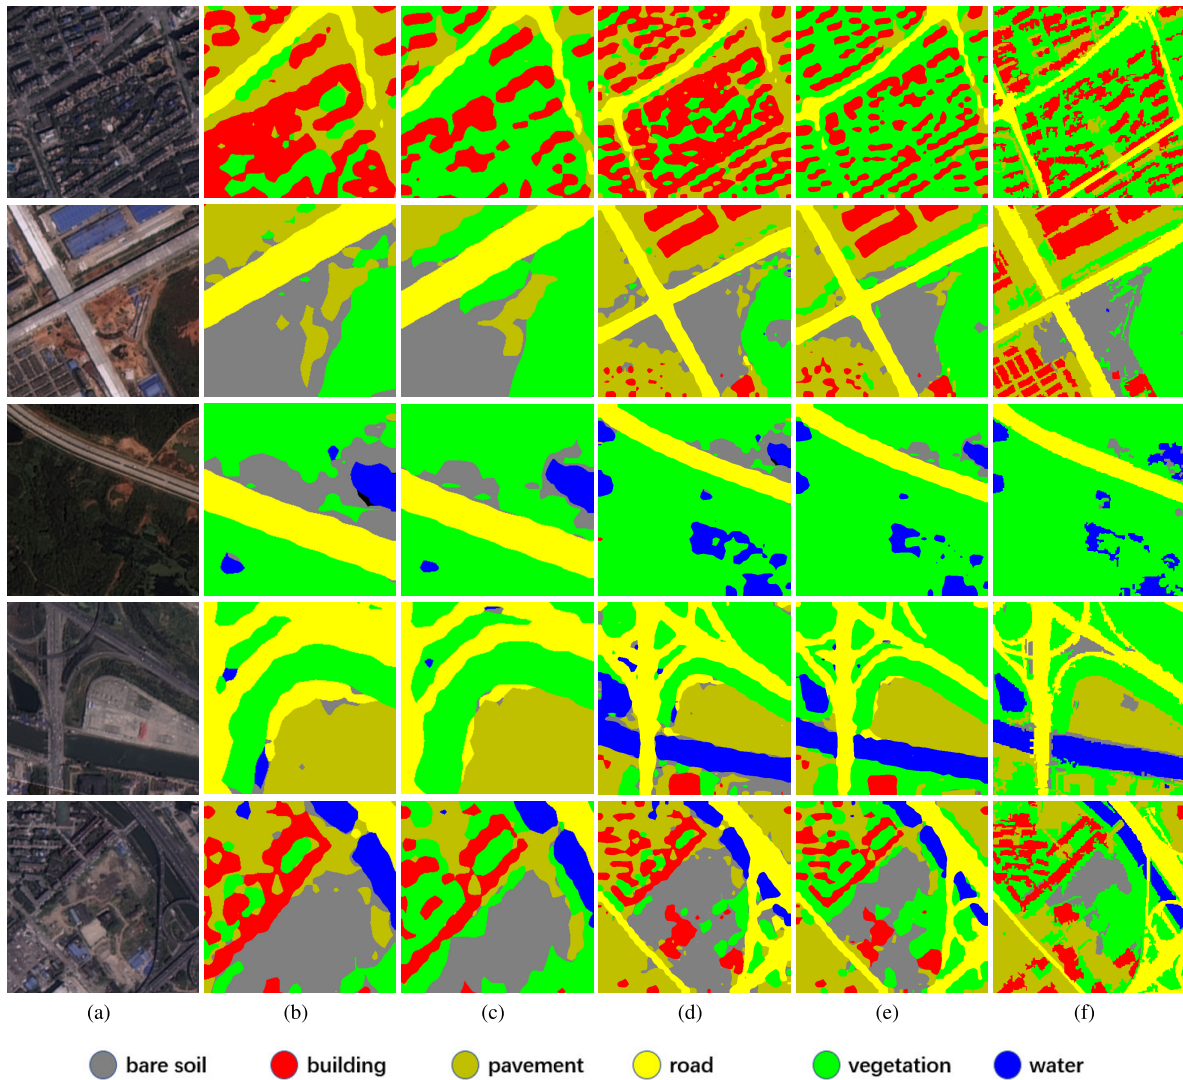 (a) (b) (c) (d) (e) (f)
bare soil building pavement road vegetation water